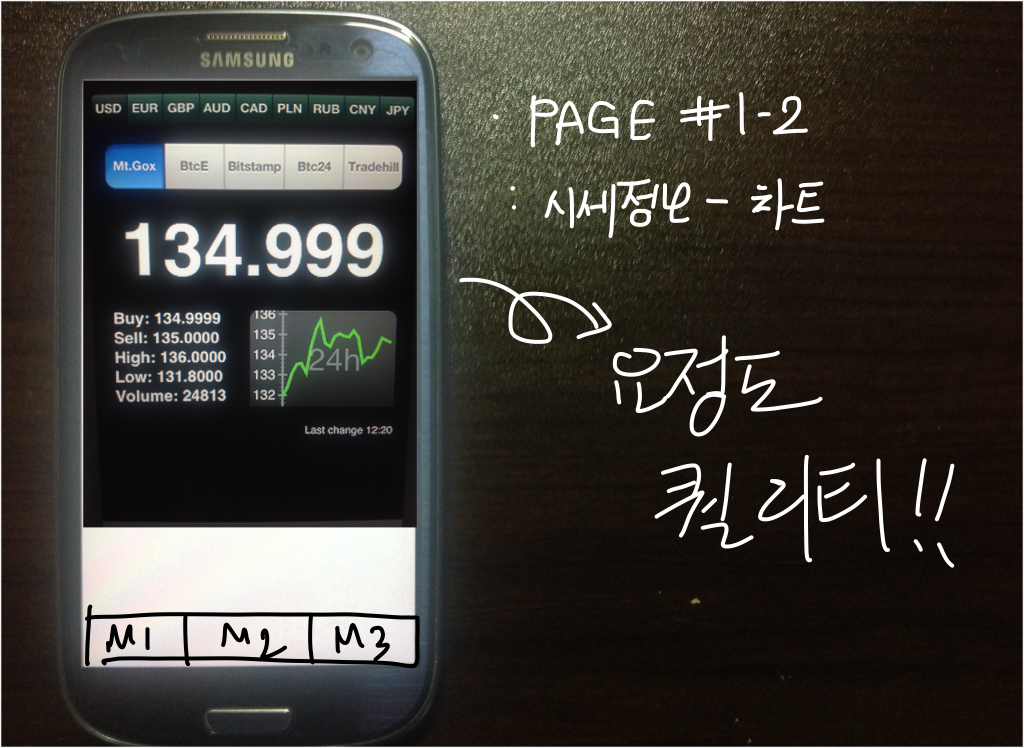 SAMSUNG
USD EUR GBP AUD CAD PLN RUB CNY JPY
Mt.Gox BtcE Bitstamp Btc24 Tradehill
134.999
Buy: 134.9999
Sell: 135.0000
High: 136.0000
Low: 131.8000
Volume: 24813
136
135
134
133
132
24h
Last change 12:20
M1 M2 M3
· PAGE #1-2
: 시세정보 - 차트
요정도
퀄리티!!